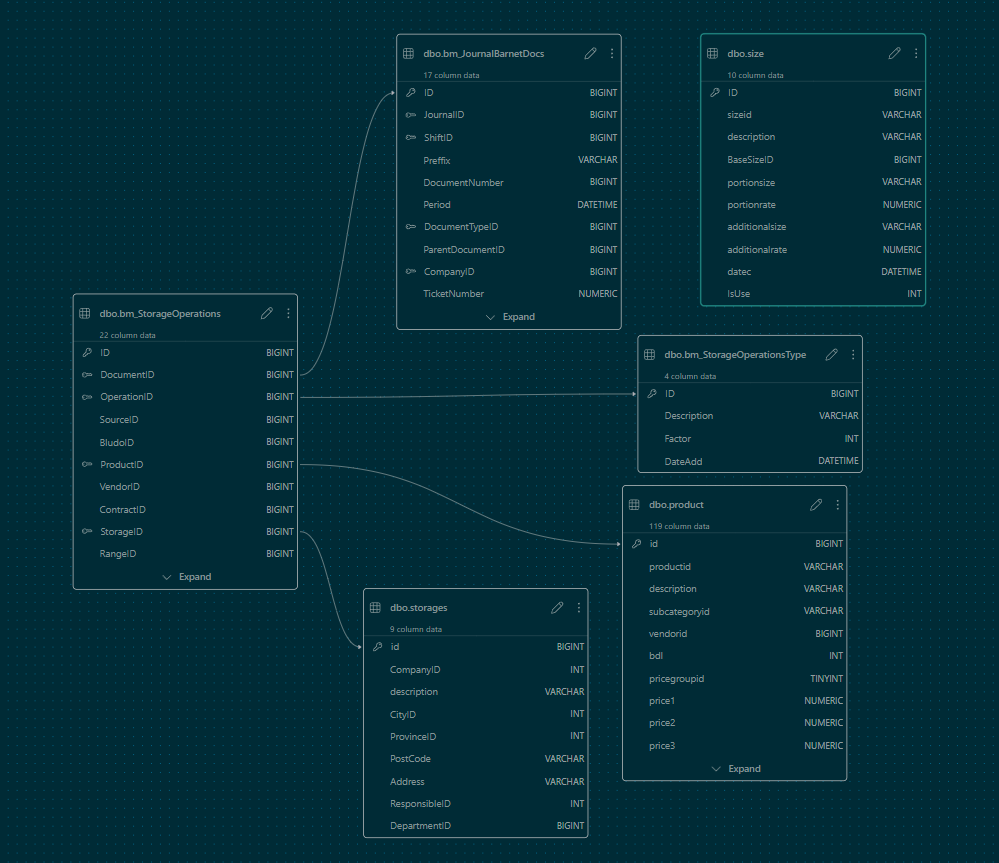 dbo.bm_JournalBarnetDocs
17 column data
ID BIGINT
JournalID BIGINT
ShiftID BIGINT
Preffix VARCHAR
DocumentNumber BIGINT
Period DATETIME
DocumentTypeID BIGINT
ParentDocumentID BIGINT
CompanyID BIGINT
TicketNumber NUMERIC
Expand
dbo.size
10 column data
ID BIGINT
sizeid VARCHAR
description VARCHAR
BaseSizeID BIGINT
portionsize VARCHAR
portionrate NUMERIC
additionalsize VARCHAR
additionalrate NUMERIC
datec DATETIME
IsUse INT
dbo.bm_StorageOperations
22 column data
ID BIGINT
DocumentID BIGINT
OperationID BIGINT
SourceID BIGINT
BludoID BIGINT
ProductID BIGINT
VendorID BIGINT
ContractID BIGINT
StorageID BIGINT
RangeID BIGINT
Expand
dbo.bm_StorageOperationsType
4 column data
ID BIGINT
Description VARCHAR
Factor INT
DateAdd DATETIME
dbo.product
119 column data
id BIGINT
productid VARCHAR
description VARCHAR
subcategoryid VARCHAR
vendorid BIGINT
bdl INT
pricegroupid TINYINT
price1 NUMERIC
price2 NUMERIC
price3 NUMERIC
Expand
dbo.storages
9 column data
id BIGINT
CompanyID INT
description VARCHAR
CityID INT
ProvinceID INT
PostCode VARCHAR
Address VARCHAR
ResponsibleID INT
DepartmentID BIGINT